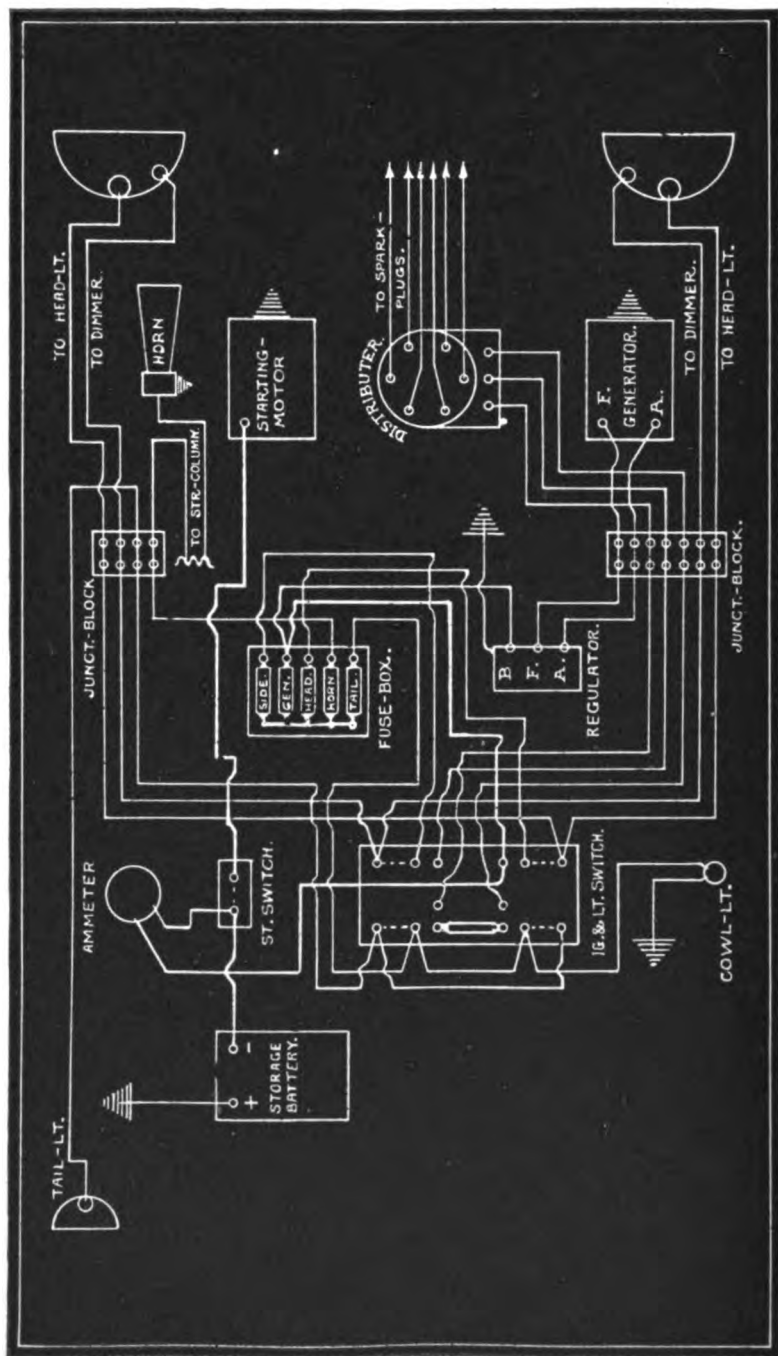 TAIL-LT.
AMMETER
JUNCT.-BLOCK
TO HEAD-LT.
TO DIMMER.
HORN
TO STR.-COLUMN.
+
-
STORAGE
BATTERY.
ST. SWITCH.
STARTING-
MOTOR
SIDE.
GEN.
HEAD.
HORN
TAIL.
FUSE-BOX.
TO SPARK-
PLUGS.
DISTRIBUTER.
B
F.
A.
REGULATOR.
IG.&LT. SWITCH.
F.
GENERATOR.
A.
TO DIMMER.
TO HEAD-LT.
JUNCT.-BLOCK.
COWL-LT.